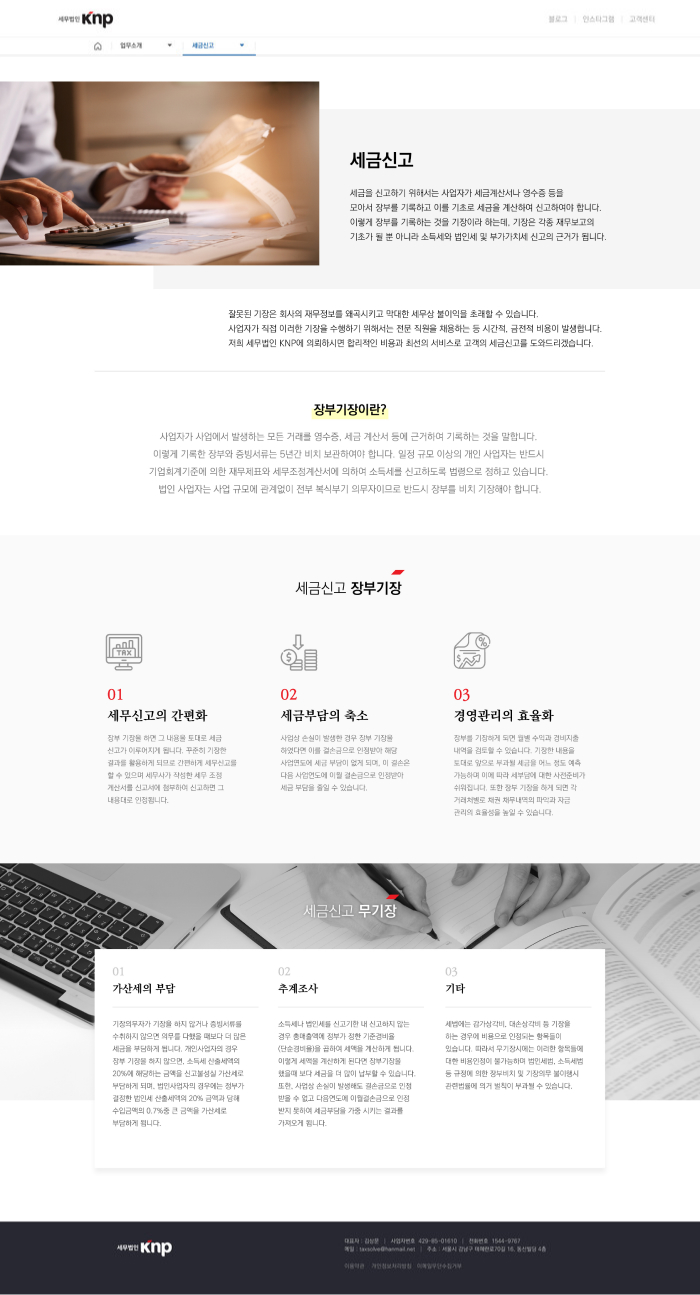 세무법인 Knp
블로그 | 인스타그램 | 고객센터
업무소개 ▼ 세금신고 ▼
세금신고
세금을 신고하기 위해서는 사업자가 세금계산서나 영수증 등을
모아서 장부를 기록하고 이를 기초로 세금을 계산하여 신고하여야 합니다.
이렇게 장부를 기록하는 것을 기장이라 하는데, 기장은 각종 재무보고의
기초가 될 뿐 아니라 소득세와 법인세 및 부가가치세 신고의 근거가 됩니다.
잘못된 기장은 회사의 재무정보를 왜곡시키고 막대한 세무상 불이익을 초래할 수 있습니다.
사업자가 직접 이러한 기장을 수행하기 위해서는 전문 직원을 채용하는 등 시간적, 금전적 비용이 발생합니다.
저희 세무법인 KNP에 의뢰하시면 합리적인 비용과 최선의 서비스로 고객의 세금신고를 도와드리겠습니다.
장부기장이란?
사업자가 사업에서 발생하는 모든 거래를 영수증, 세금 계산서 등에 근거하여 기록하는 것을 말합니다.
이렇게 기록한 장부와 증빙서류는 5년간 비치 보관하여야 합니다. 일정 규모 이상의 개인 사업자는 반드시
기업회계기준에 의한 재무제표와 세무조정계산서에 의하여 소득세를 신고하도록 법령으로 정하고 있습니다.
법인 사업자는 사업 규모에 관계없이 전부 복식부기 의무자이므로 반드시 장부를 비치 기장해야 합니다.
세금신고 장부기장
TAX
01
세무신고의 간편화
장부 기장을 하면 그 내용을 토대로 세금
신고가 이루어지게 됩니다. 꾸준히 기장한
결과를 활용하게 되므로 간편하게 세무신고를
할 수 있으며 세무사가 작성한 세무 조정
계산서를 신고서에 첨부하여 신고하면 그
내용대로 인정됩니다.
02
세금부담의 축소
사업상 손실이 발생한 경우 장부 기장을
하였다면 이를 결손금으로 인정받아 해당
사업연도에 세금 부담이 없게 되며, 이 결손은
다음 사업연도에 이월 결손금으로 인정받아
세금 부담을 줄일 수 있습니다.
03
경영관리의 효율화
장부를 기장하게 되면 월별 수익과 경비지출
내역을 검토할 수 있습니다. 기장한 내용을
토대로 앞으로 부과될 세금을 어느 정도 예측
가능하며 이에 따라 세부담에 대한 사전준비가
쉬워집니다. 또한 장부 기장을 하게 되면 각
거래처별로 채권 채무내역의 파악과 자금
관리의 효율성을 높일 수 있습니다.
세금신고 무기장
01
가산세의 부담
기장의무자가 기장을 하지 않거나 증빙서류를
수취하지 않으면 의무를 다했을 때보다 더 많은
세금을 부담하게 됩니다. 개인사업자의 경우
장부 기장을 하지 않으면, 소득세 산출세액의
20%에 해당하는 금액을 신고불성실 가산세로
부담하게 되며, 법인사업자의 경우에는 정부가
결정한 법인세 산출세액의 20% 금액과 당해
수입금액의 0.7%중 큰 금액을 가산세로
부담하게 됩니다.
02
추계조사
소득세나 법인세를 신고기한 내 신고하지 않는
경우 총매출액에 정부가 정한 기준경비율
(단순경비율)을 곱하여 세액을 계산하게 됩니다.
이렇게 세액을 계산하게 된다면 장부기장을
했을때 보다 세금을 더 많이 납부할 수 있습니다.
또한, 사업상 손실이 발생해도 결손금으로 인정
받을 수 없고 다음연도에 이월결손금으로 인정
받지 못하여 세금부담을 가중 시키는 결과를
가져오게 됩니다.
03
기타
세법에는 감가상각비, 대손상각비 등 기장을
하는 경우에 비용으로 인정되는 항목들이
있습니다. 따라서 무기장시에는 이러한 항목들에
대한 비용인정이 불가능하며 법인세법, 소득세법
등 규정에 의한 장부비치 및 기장의무 불이행시
관련법률에 의거 벌칙이 부과될 수 있습니다.
세무법인 Knp
대표자 : 김상문 | 사업자번호 429-85-01610 | 전화번호 1544-9767
메일 : taxsolve@hanmail.net | 주소 : 서울시 강남구 테헤란로70길 16, 동신빌딩 4층
이용약관 개인정보처리방침 이메일무단수집거부